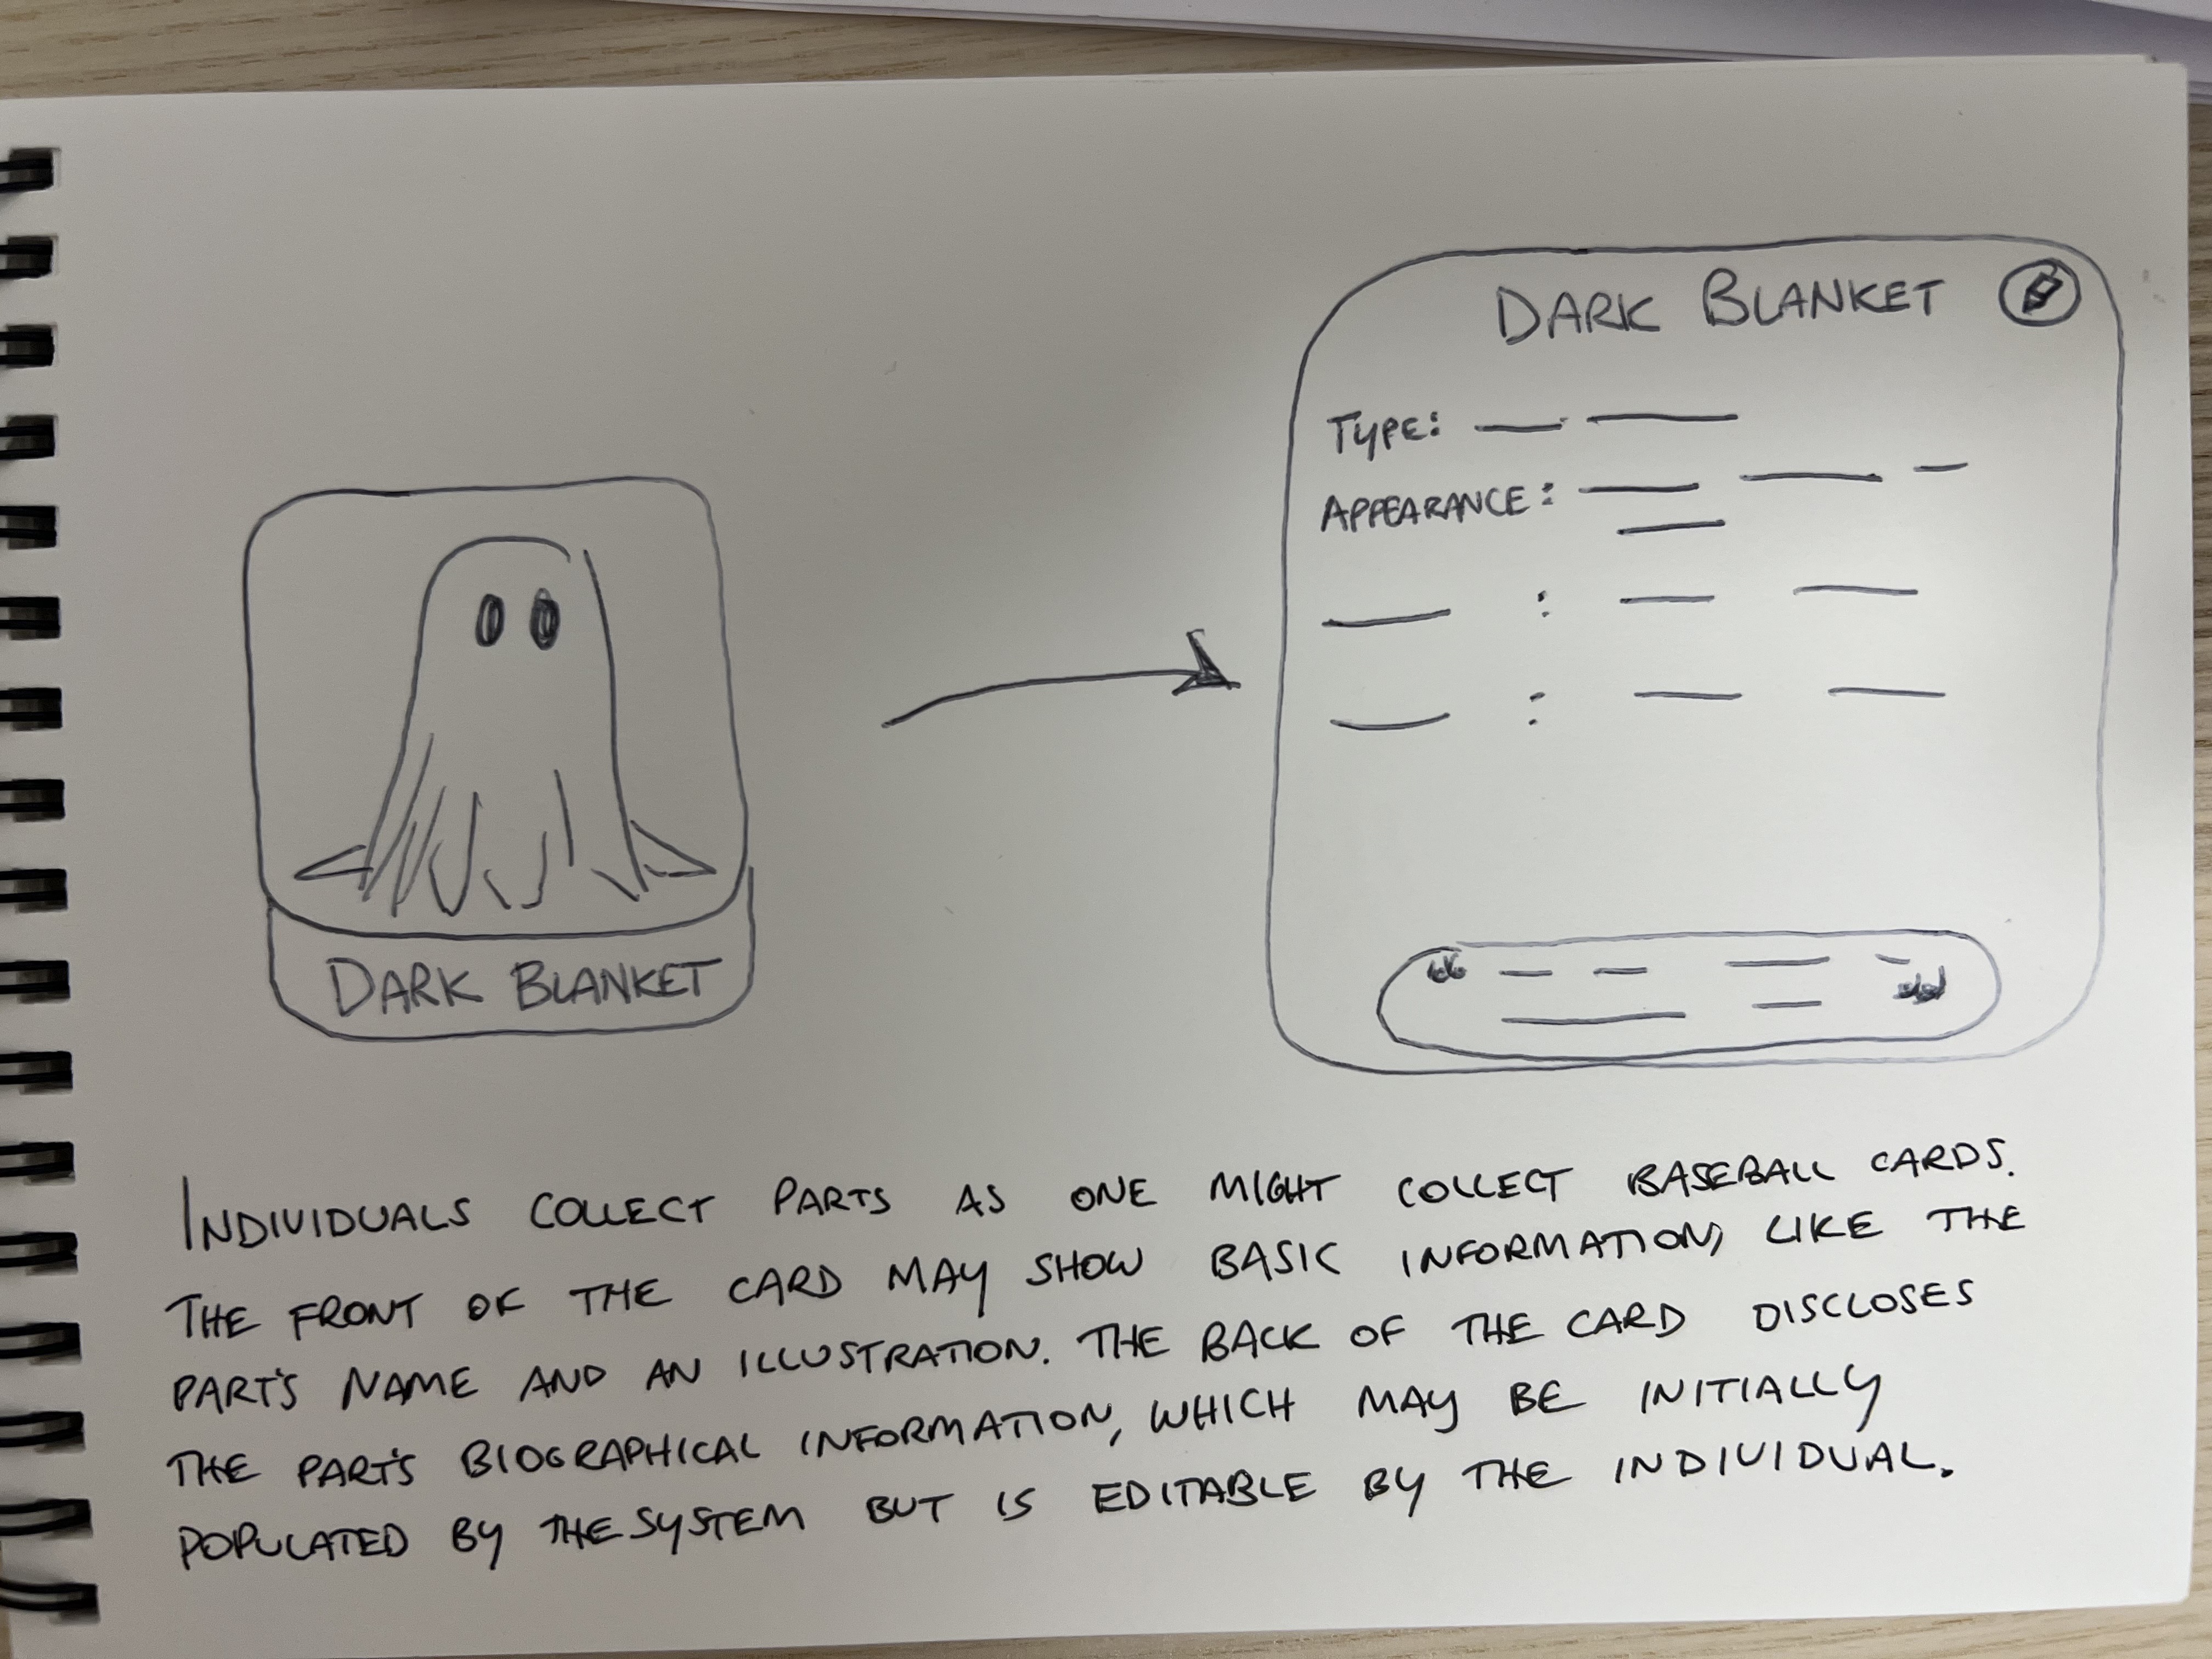 DARK BLANKET
DARK BLANKET
TYPE:
APPEARANCE:
INDIVIDUALS COLLECT PARTS AS ONE MIGHT COLLECT BASEBALL CARDS.
THE FRONT OF THE CARD MAY SHOW BASIC INFORMATION, LIKE THE
PART'S NAME AND AN ILLUSTRATION. THE BACK OF THE CARD DISCLOSES
THE PART'S BIOGRAPHICAL INFORMATION, WHICH MAY BE INITIALLY
POPULATED BY THE SYSTEM BUT IS EDITABLE BY THE INDIVIDUAL.